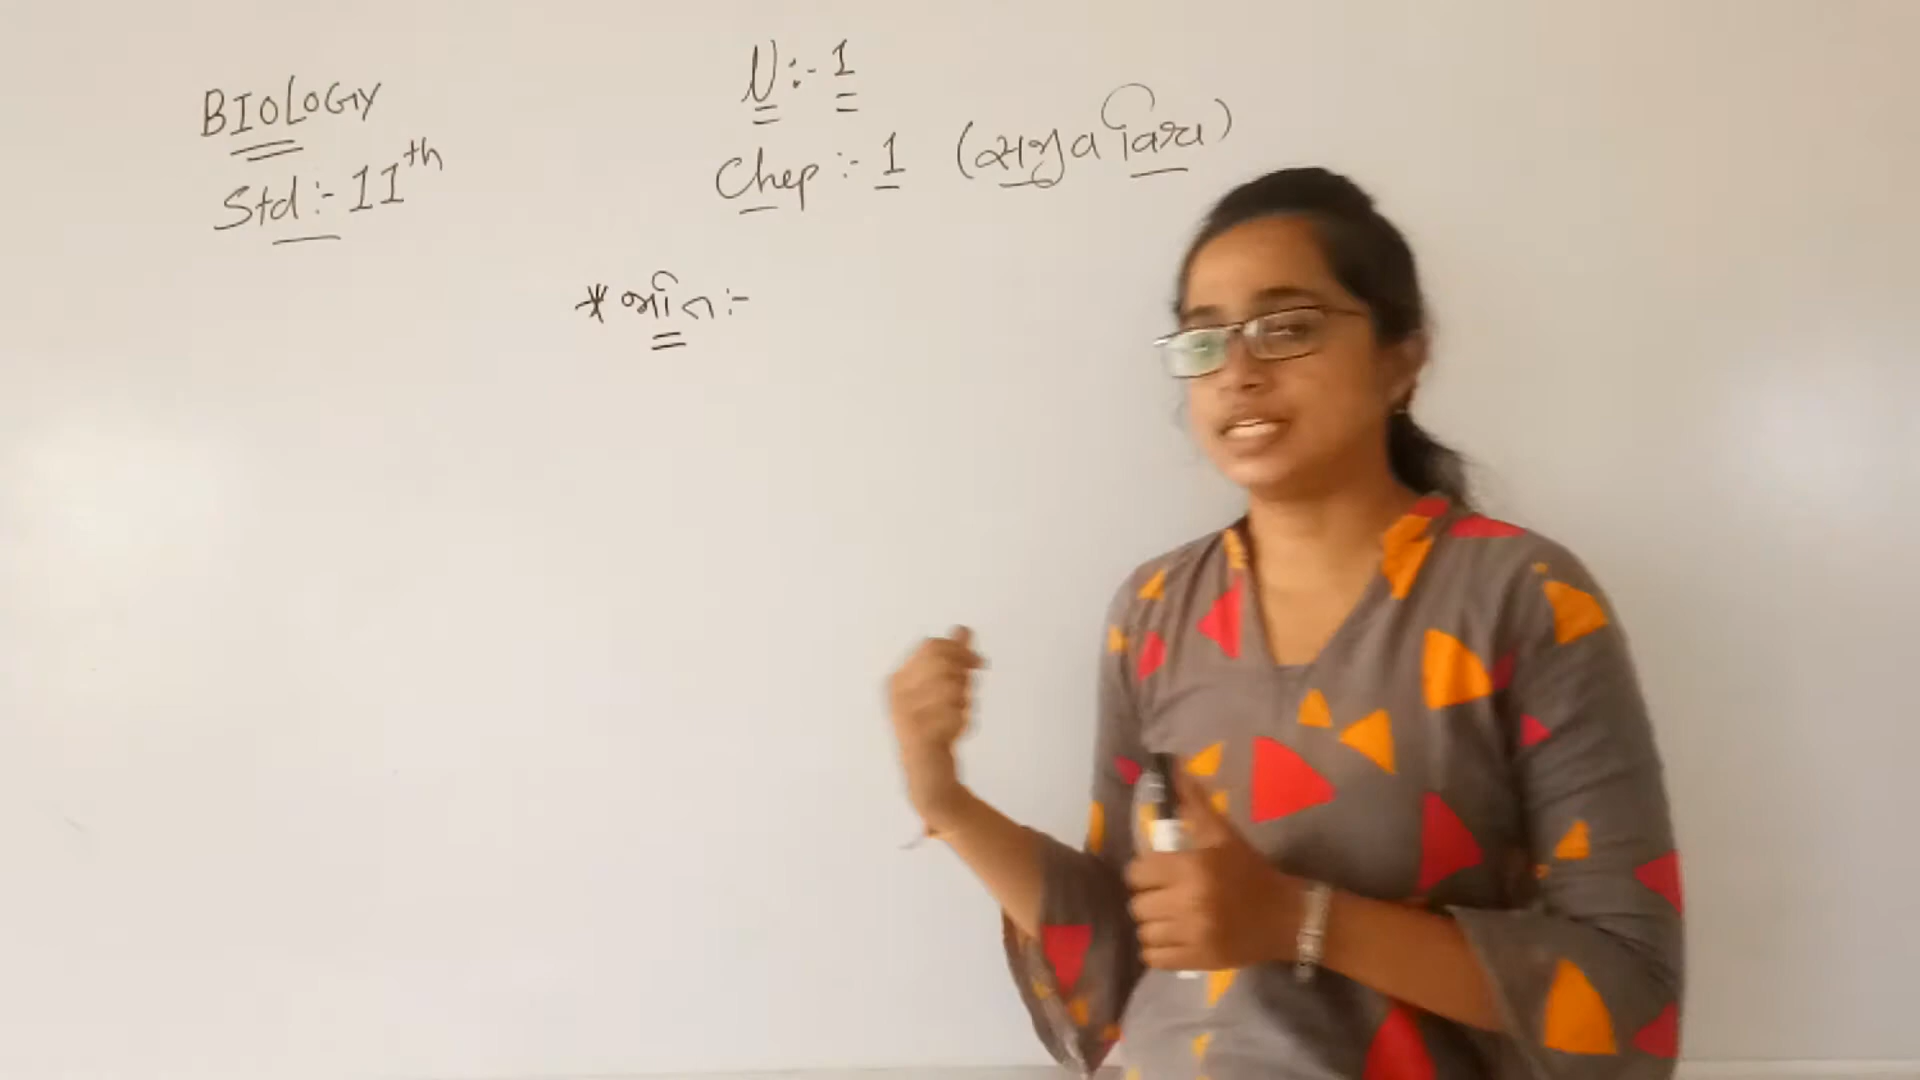 BIOLOGY
Std :- 11th
U :- 1
Chep :- 1 (સજીવ વિશ્વ)
* જાતિ :-